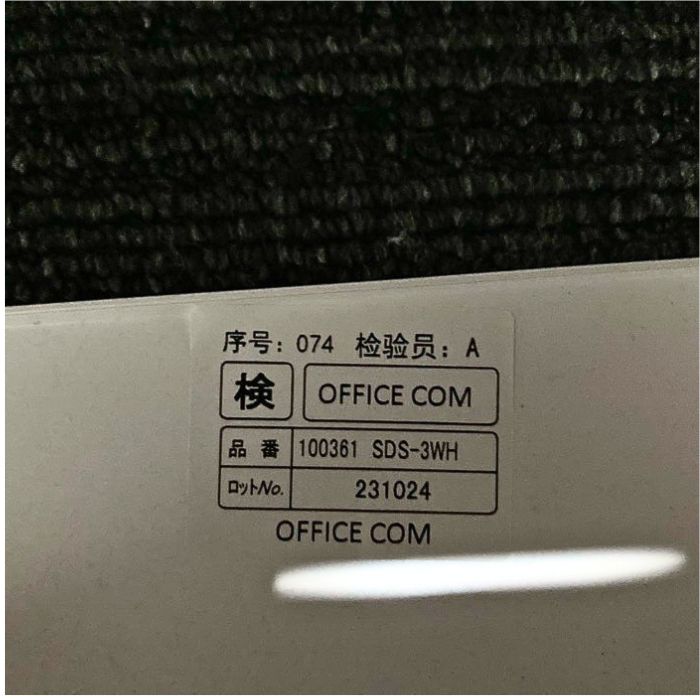 序号: 074 检验员: A
検 OFFICE COM
品番 100361 SDS-3WH
ロットNo. 231024
OFFICE COM